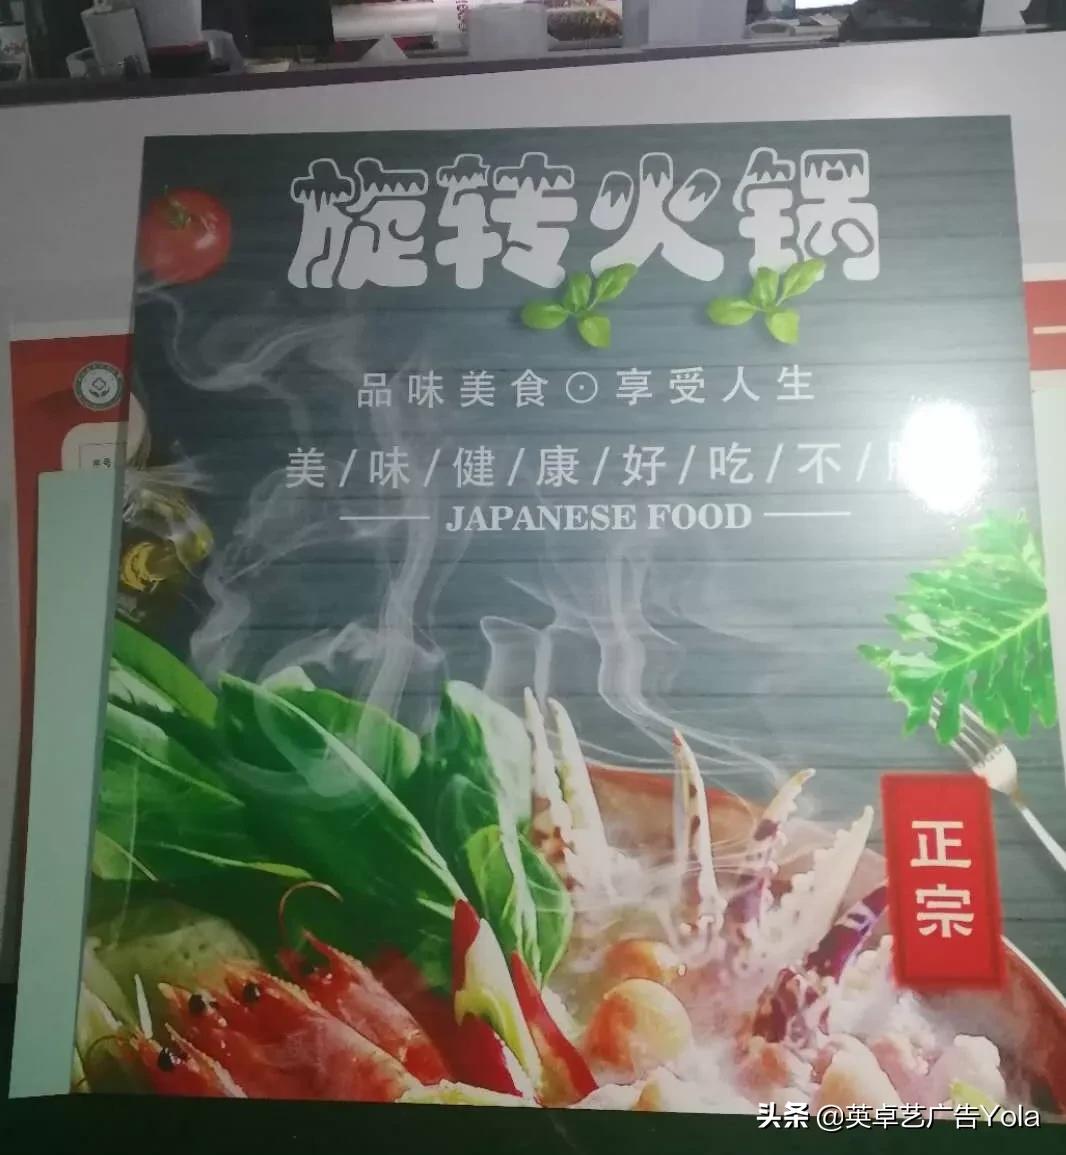 旋转火锅
品味美食⊙享受人生
美/味/健/康/好/吃/不/
JAPANESE FOOD
正
宗
头条 @英卓艺广告Yola